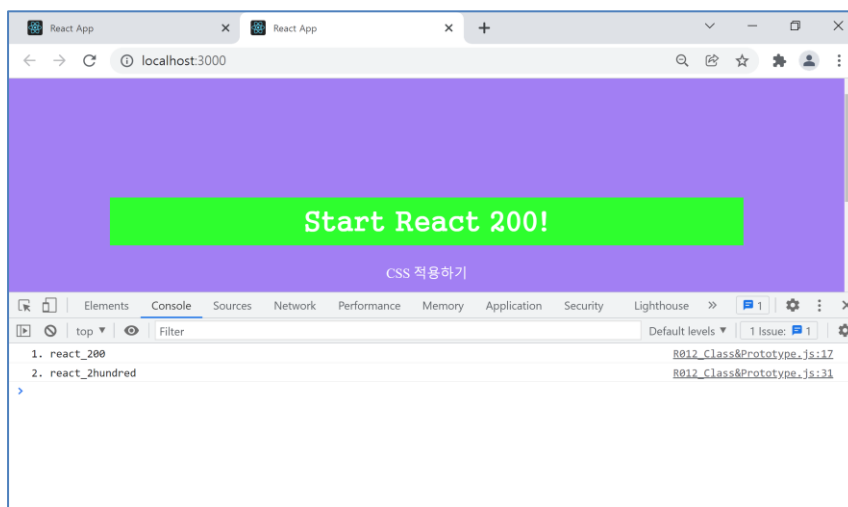 React App
React App
localhost:3000
Start React 200!
CSS 적용하기
Elements Console Sources Network Performance Memory Application Security Lighthouse » 1
top ▼ Filter Default levels ▼ 1 Issue: 1
1. react_200 R012_Class&Prototype.js:17
2. react_2hundred R012_Class&Prototype.js:31